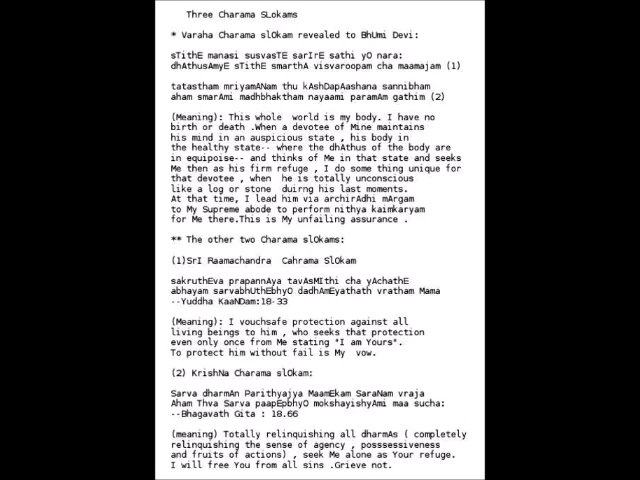 Three Charama SLokams
* Varaha Charama slOkam revealed to BhUmi Devi:
sTithE manasi susvasTE sarIrE sathi yO nara:
dhAthusAmyE sTithE smarthA visvaroopam cha maamajam (1)
tatastham mriyamANam thu kAshDapAashana sannibham
aham smarAmi madhbhaktham nayaami paramAm gathim (2)
(Meaning): This whole world is my body. I have no
birth or death .When a devotee of Mine maintains
his mind in an auspicious state , his body in
the healthy state-- where the dhAthus of the body are
in equipoise-- and thinks of Me in that state and seeks
Me then as his firm refuge , I do some thing unique for
that devotee , when he is totally unconscious
like a log or stone duirng his last moments.
At that time, I lead him via archirAdhi mArgam
to My Supreme abode to perform nithya kaimkaryam
for Me there.This is My unfailing assurance .
** The other two Charama slOkams:
(1)SrI Raamachandra Cahrama SlOkam
sakruthEva prapannAya tavAsMIthi cha yAchathE
abhayam sarvabhUthEbhyO dadhAmEyathath vratham Mama
--Yuddha KaaNDam:18-33
(Meaning): I vouchsafe protection against all
living beings to him , who seeks that protection
even only once from Me stating "I am Yours".
To protect him without fail is My vow.
(2) KrishNa Charama slOkam:
Sarva dharmAn Parithyajya MaamEkam SaraNam vraja
Aham Thva Sarva paapEpbhyO mokshayishyAmi maa sucha:
--Bhagavath Gita : 18.66
(meaning) Totally relinquishing all dharmAs ( completely
relinquishing the sense of agency , posssessiveness
and fruits of actions) , seek Me alone as Your refuge.
I will free You from all sins .Grieve not.